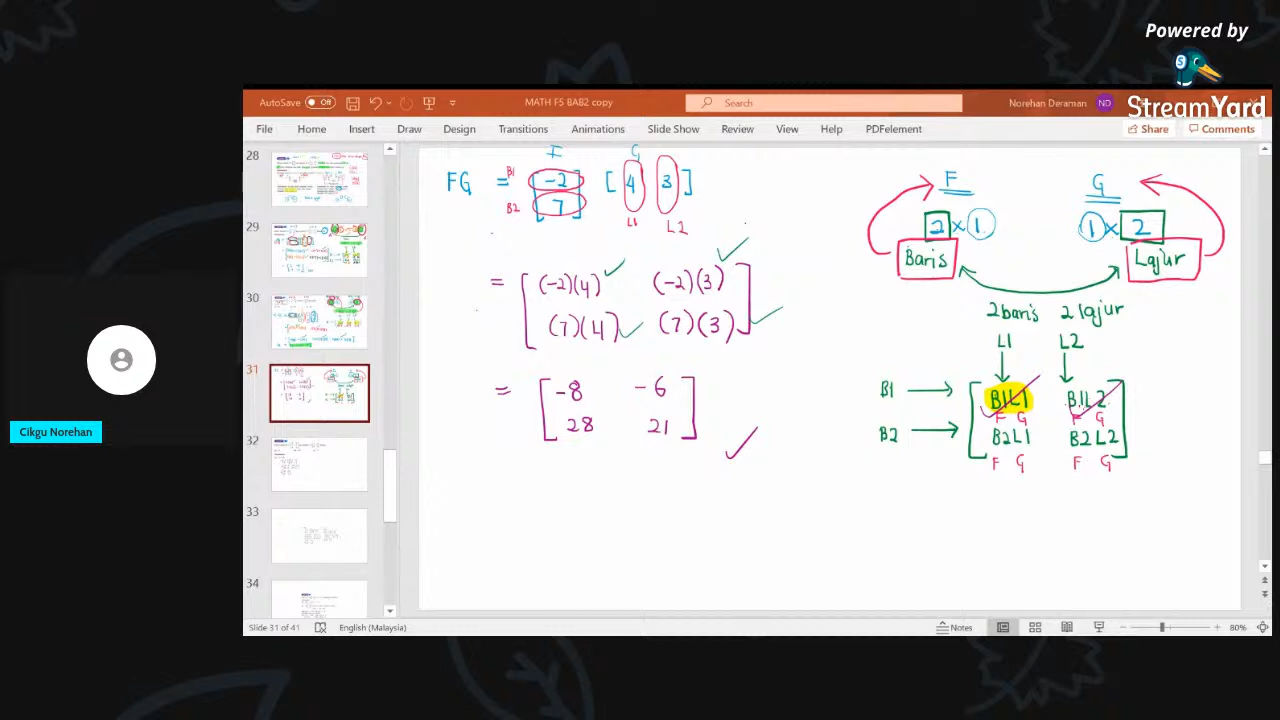 Powered by
StreamYard
AutoSave Off
MATH F5 BAB2 copy
Search
Norehan Deraman ND
File Home Insert Draw Design Transitions Animations Slide Show Review View Help PDFelement
Share Comments
28
29
30
31
32
33
34
F G
FG = B1 [-2] [4 3]
B2 [7] L1 L2
= [(-2)(4) (-2)(3)]
[(7)(4) (7)(3)]
= [-8 -6]
[28 21]
F G
2 × 1 1 × 2
Baris Lajur
2 baris 2 lajur
L1 L2
B1 → [B1L1 B1L2]
F G F G
B2 → [B2L1 B2L2]
F G F G
Cikgu Norehan
Slide 31 of 41 English (Malaysia) Notes 80%